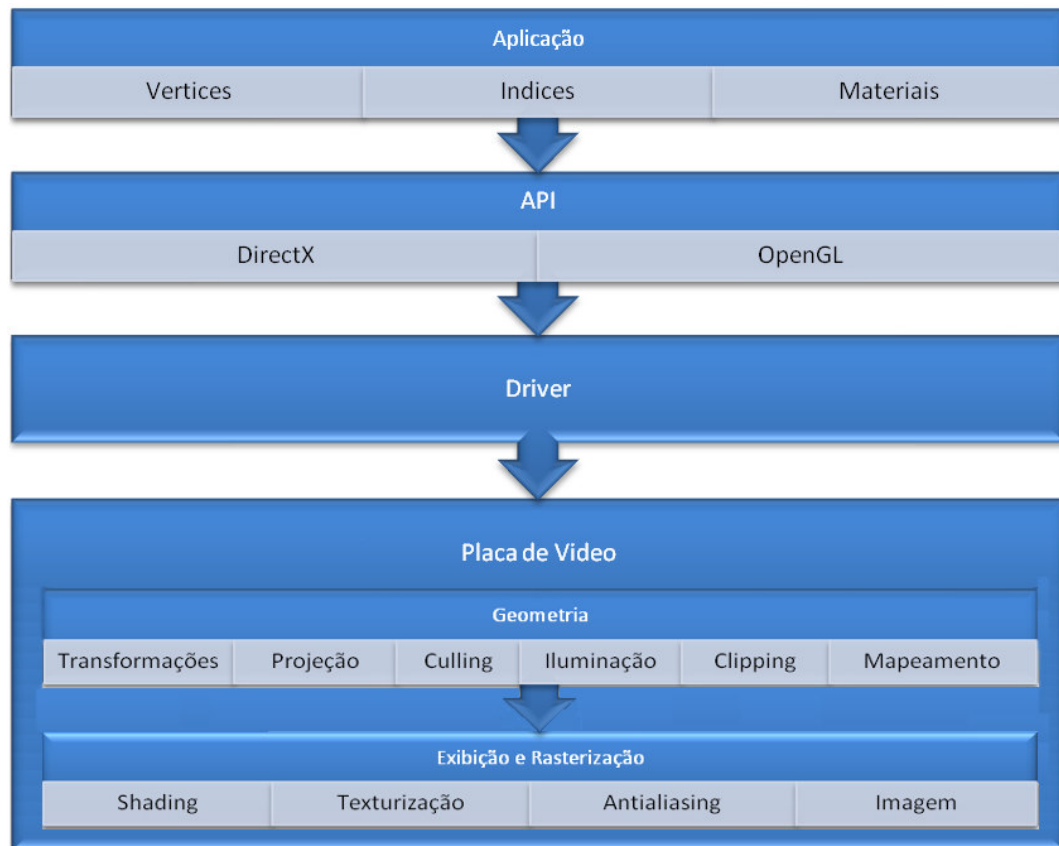 Aplicação
Vertices Indices Materiais
API
DirectX OpenGL
Driver
Placa de Video
Geometria
Transformações Projeção Culling Iluminação Clipping Mapeamento
Exibição e Rasterização
Shading Texturização Antialiasing Imagem